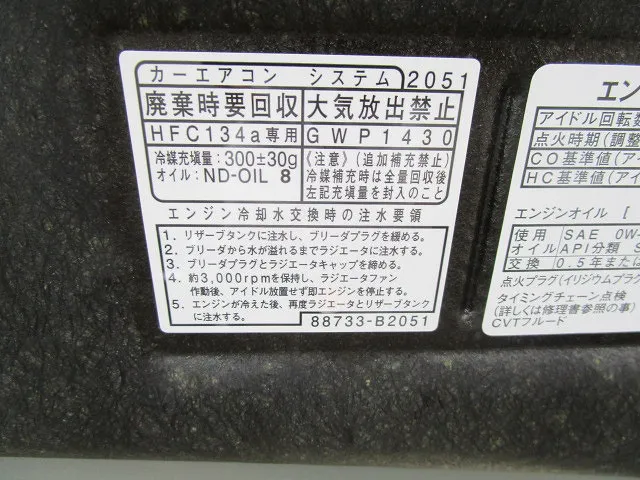 カーエアコン システム 2051
廃棄時要回収 大気放出禁止
HFC134a専用 GWP1430
冷媒充填量:300±30g
オイル:ND-OIL 8
《注意》(追加補充禁止)
冷媒補充時は全量回収後
左記充填量を封入のこと
エンジン冷却水交換時の注水要領
1. リザーブタンクに注水し、ブリーダプラグを緩める。
2. ブリーダから水が溢れるまでラジエータに注水する。
3. ブリーダプラグとラジエータキャップを締める。
4. 約3,000rpmを保持し、ラジエータファン
作動後、アイドル放置せず即エンジンを停止する。
5. エンジンが冷えた後、再度ラジエータとリザーブタンク
に注水する。
88733-B2051
エン
アイドル回転数
点火時期(調整
CO基準値(ア
HC基準値(アイ
エンジンオイル [
使用 SAE 0W-
オイル API分類 S
交換 0.5年または
点火プラグ(イリジウムプラ
タイミングチェーン点検
(詳しくは修理書参照の事)
CVTフルード